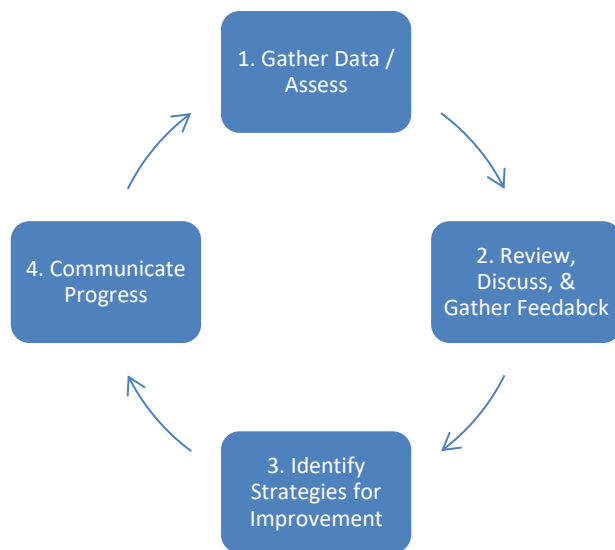 1. Gather Data /
Assess
2. Review,
Discuss, &
Gather Feedabck
3. Identify
Strategies for
Improvement
4. Communicate
Progress